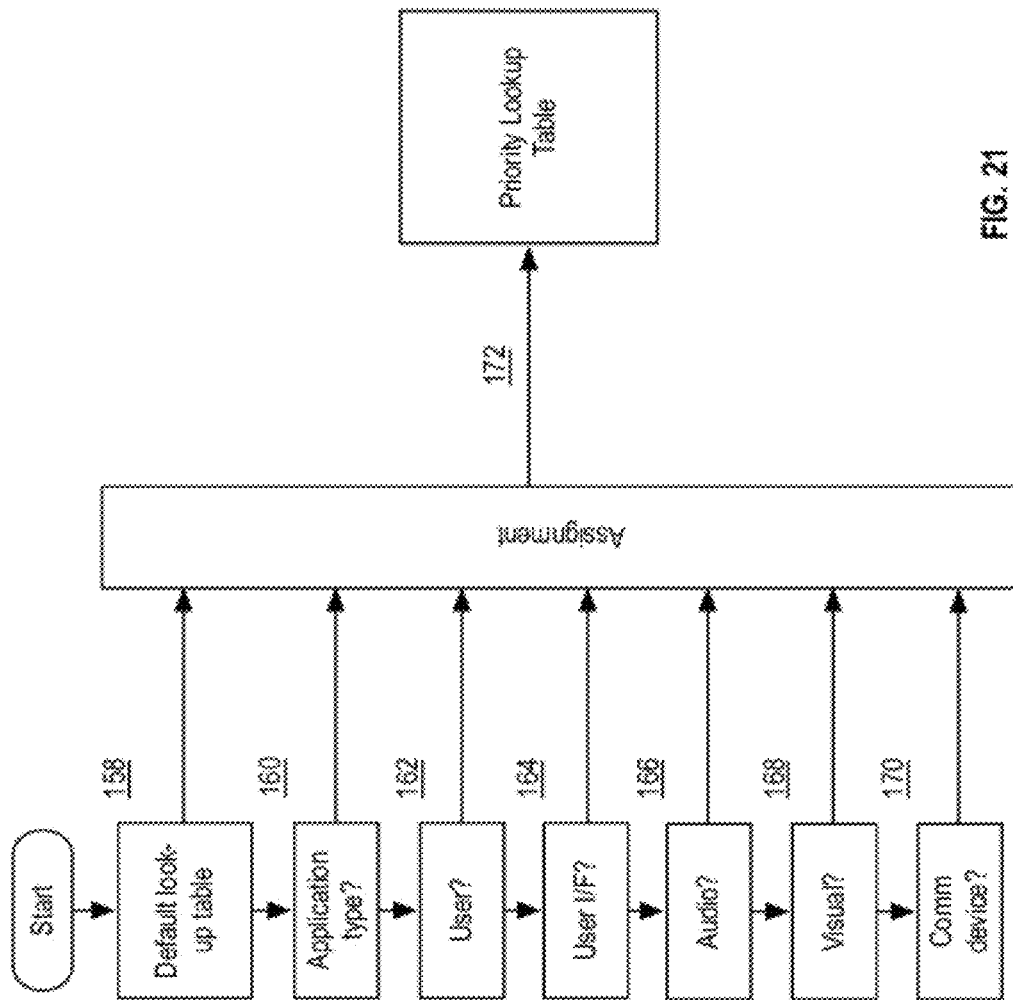 Start
158
Default look-
up table
160
Application
type?
162
User?
164
User I/F?
166
Audio?
168
Visual?
170
Comm
device?
Assignment
172
Priority Lookup
Table
FIG. 21